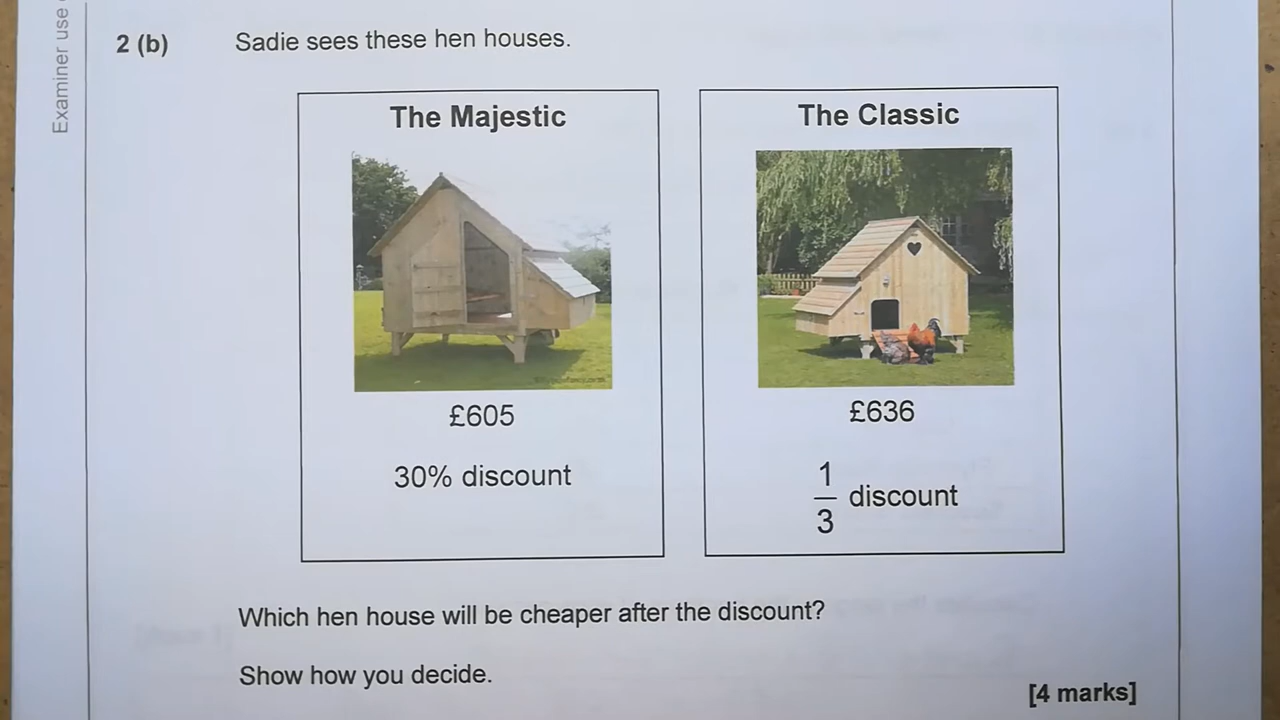 Examiner use
2 (b)
Sadie sees these hen houses.
The Majestic
£605
30% discount
The Classic
£636
1
3
discount
Which hen house will be cheaper after the discount?
Show how you decide.
[4 marks]